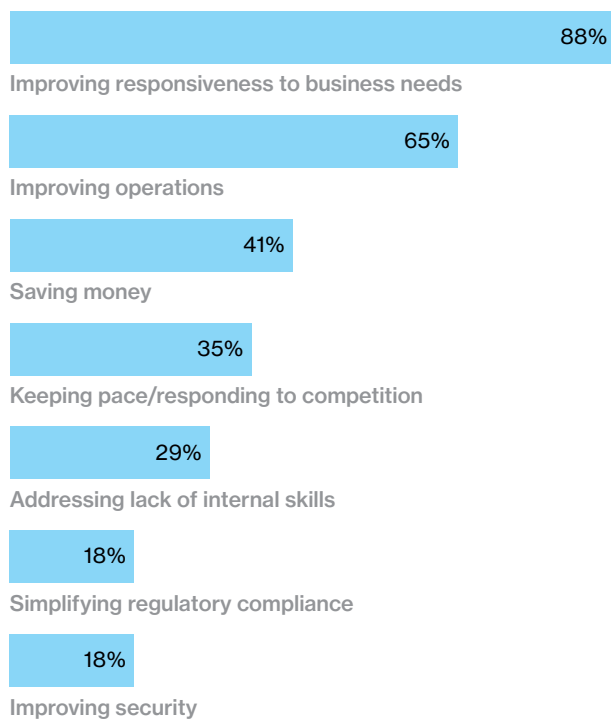 88%
Improving responsiveness to business needs
65%
Improving operations
41%
Saving money
35%
Keeping pace/responding to competition
29%
Addressing lack of internal skills
18%
Simplifying regulatory compliance
18%
Improving security